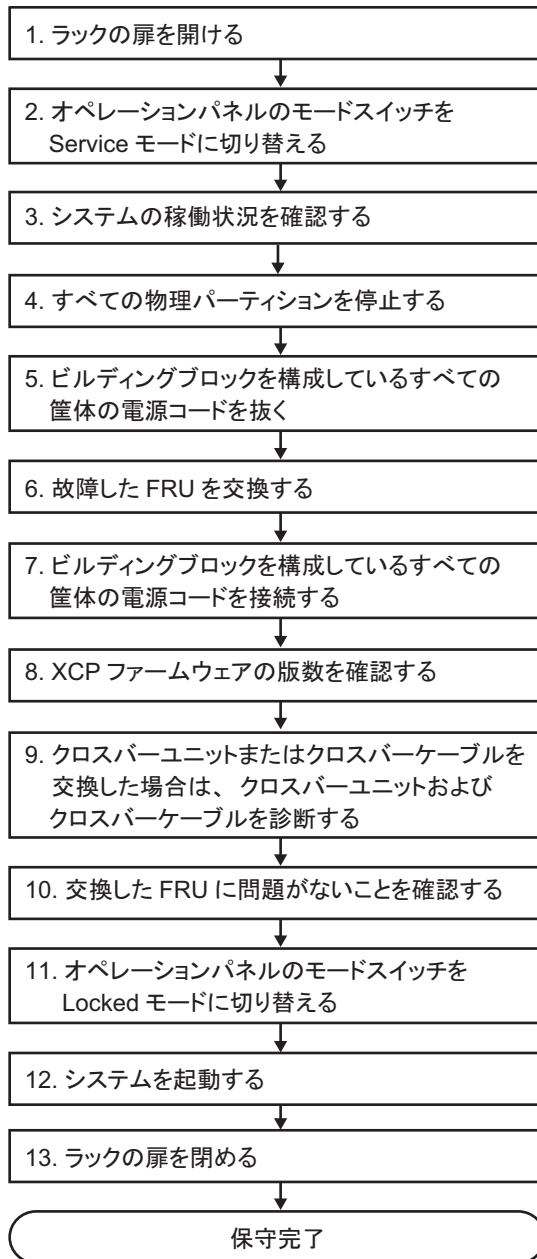 1. ラックの扉を開ける
2. オペレーションパネルのモードスイッチを
Service モードに切り替える
3. システムの稼働状況を確認する
4. すべての物理パーティションを停止する
5. ビルディングブロックを構成しているすべての
筐体の電源コードを抜く
6. 故障した FRU を交換する
7. ビルディングブロックを構成しているすべての
筐体の電源コードを接続する
8. XCP ファームウェアの版数を確認する
9. クロスバーユニットまたはクロスバーケーブルを
交換した場合は、クロスバーユニットおよび
クロスバーケーブルを診断する
10. 交換した FRU に問題がないことを確認する
11. オペレーションパネルのモードスイッチを
Locked モードに切り替える
12. システムを起動する
13. ラックの扉を閉める
保守完了